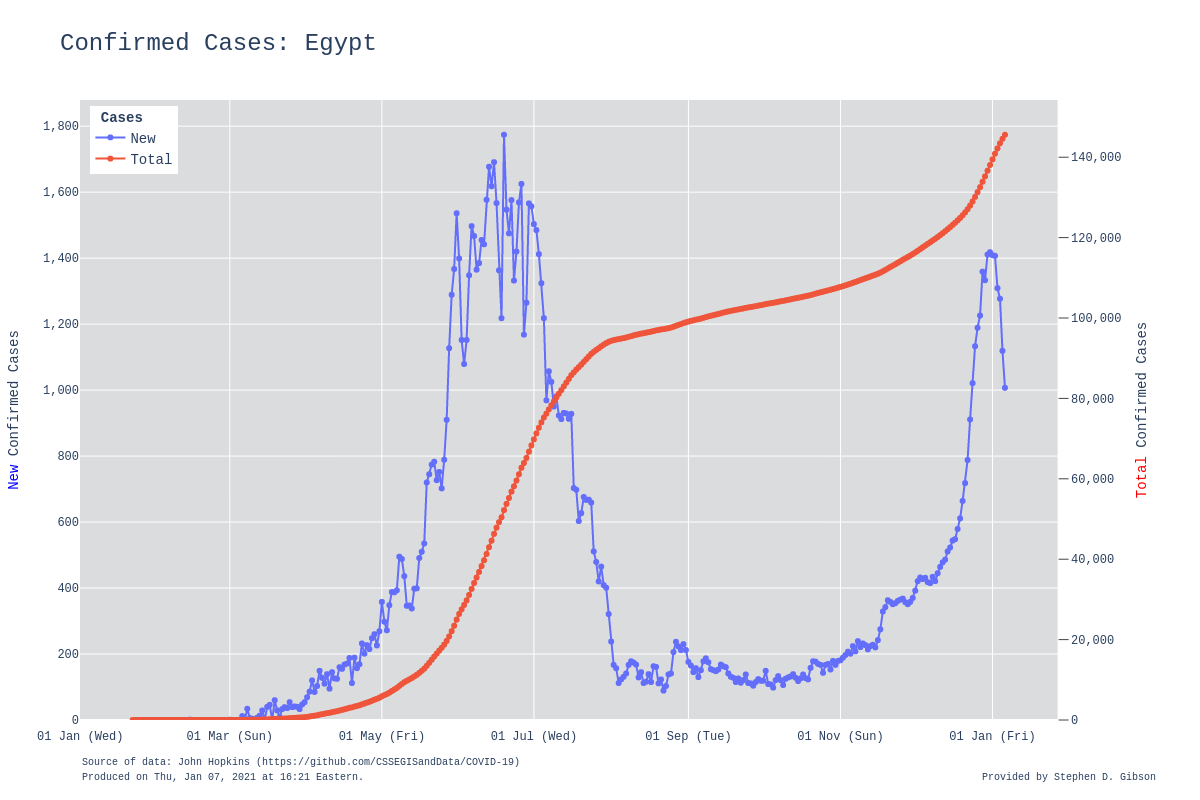 Confirmed Cases: Egypt
Cases
New
Total
1,800
1,600
1,400
1,200
1,000
800
600
400
200
0
140,000
120,000
100,000
80,000
60,000
40,000
20,000
0
New Confirmed Cases
Total Confirmed Cases
01 Jan (Wed)
01 Mar (Sun)
01 May (Fri)
01 Jul (Wed)
01 Sep (Tue)
01 Nov (Sun)
01 Jan (Fri)
Source of data: John Hopkins (https://github.com/CSSEGISandData/COVID-19)
Produced on Thu, Jan 07, 2021 at 16:21 Eastern.
Provided by Stephen D. Gibson